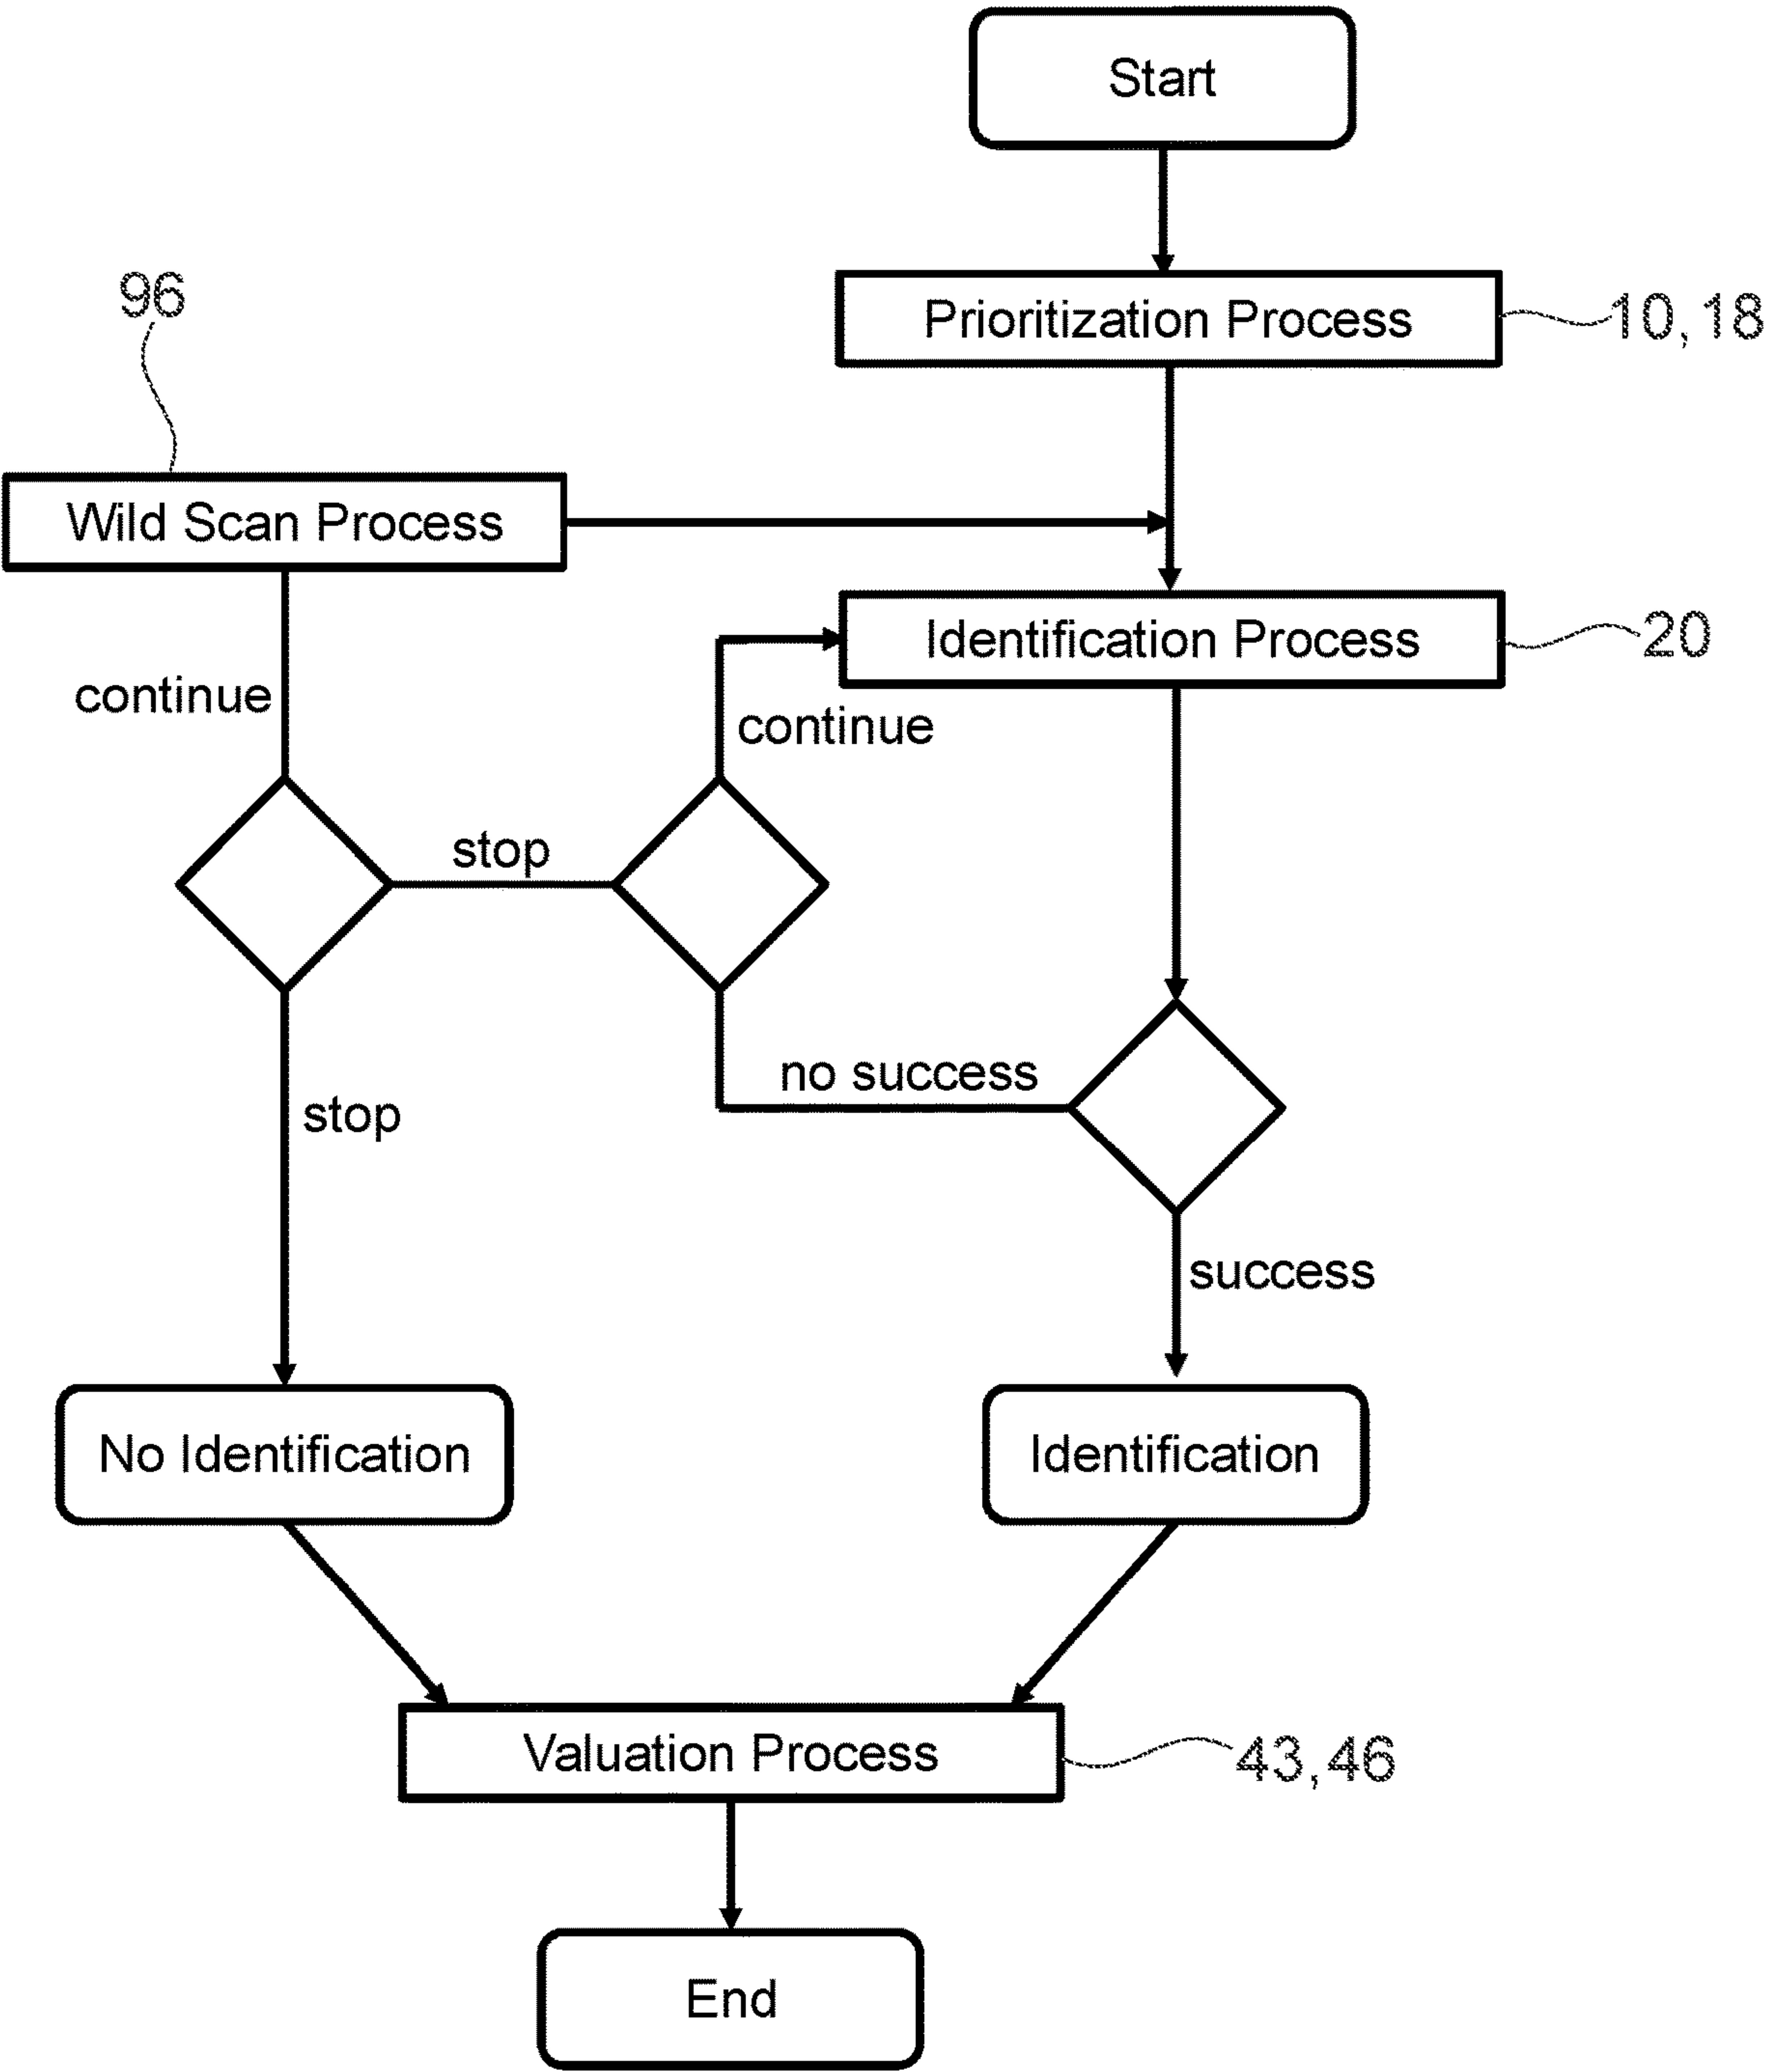 Start
Prioritization Process
10, 18
96
Wild Scan Process
Identification Process
20
continue
continue
stop
no success
stop
success
No Identification
Identification
Valuation Process
43, 46
End